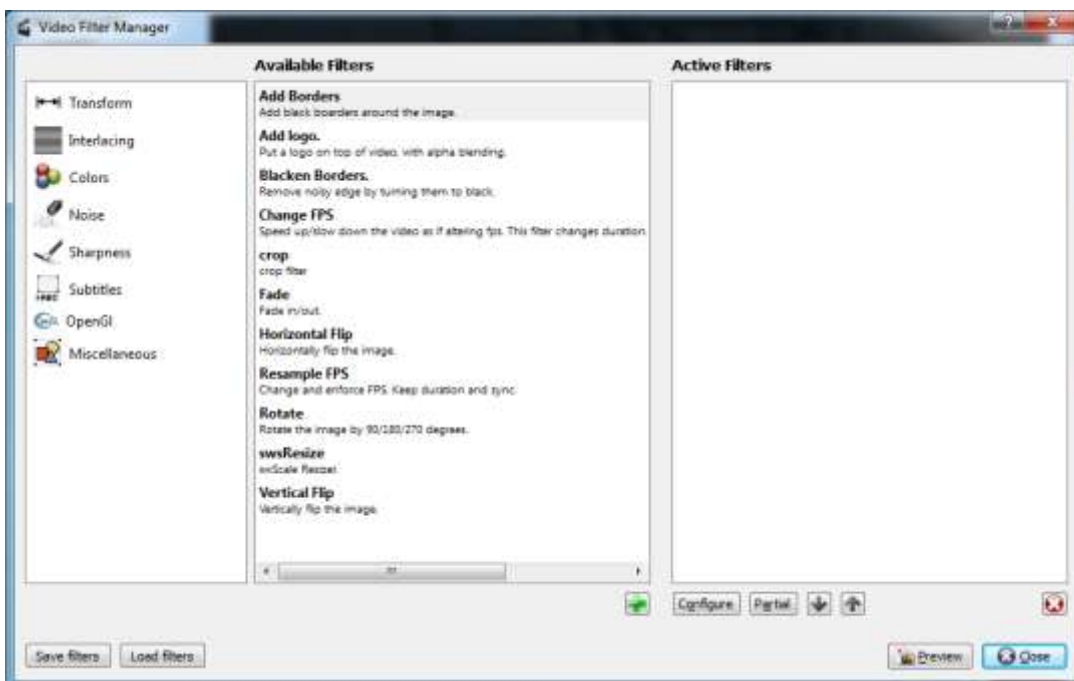 Video Filter Manager
Available Filters
Active Filters
Transform
Interlacing
Colors
Noise
Sharpness
Subtitles
OpenGl
Miscellaneous
Add Borders
Add black boarders around the image.
Add logo.
Put a logo on top of video, with alpha blending.
Blacken Borders.
Remove noisy edge by turning them to black.
Change FPS
Speed up/slow down the video as if altering fps. This filter changes duration
crop
crop filter
Fade
Fade in/out.
Horizontal Flip
Horizontally flip the image.
Resample FPS
Change and enforce FPS. Keep duration and sync.
Rotate
Rotate the image by 90/180/270 degrees.
swsResize
swScale Resizer
Vertical Flip
Vertically flip the image.
Configure
Partial
Save filters
Load filters
Preview
Close